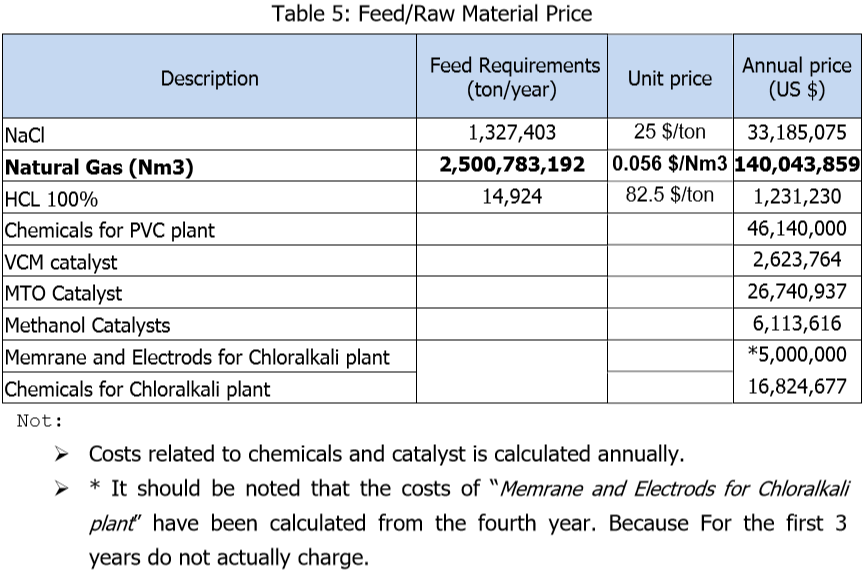 Table 5: Feed/Raw Material Price
Description Feed Requirements (ton/year) Unit price Annual price (US $)
NaCl 1,327,403 25 $/ton 33,185,075
Natural Gas (Nm3) 2,500,783,192 0.056 $/Nm3 140,043,859
HCL 100% 14,924 82.5 $/ton 1,231,230
Chemicals for PVC plant 46,140,000
VCM catalyst 2,623,764
MTO Catalyst 26,740,937
Methanol Catalysts 6,113,616
Memrane and Electrods for Chloralkali plant *5,000,000
Chemicals for Chloralkali plant 16,824,677
Not:
➢ Costs related to chemicals and catalyst is calculated annually.
➢ * It should be noted that the costs of “Memrane and Electrods for Chloralkali
plant” have been calculated from the fourth year. Because For the first 3
years do not actually charge.